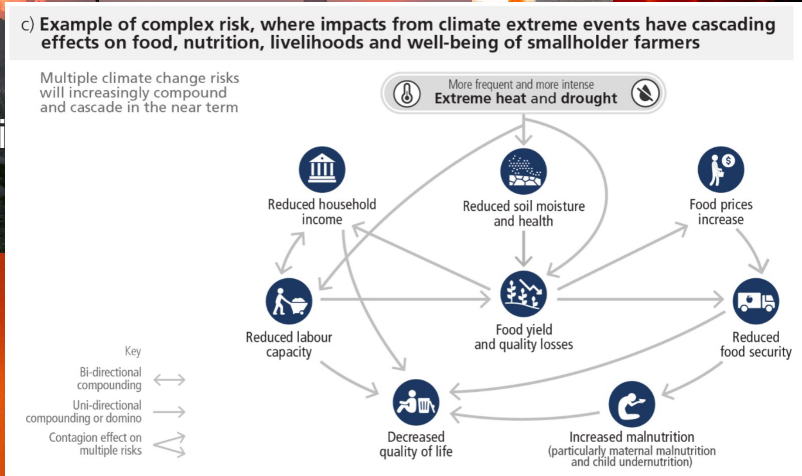 c) Example of complex risk, where impacts from climate extreme events have cascading
effects on food, nutrition, livelihoods and well-being of smallholder farmers
Multiple climate change risks
will increasingly compound
and cascade in the near term
More frequent and more intense
Extreme heat and drought
Reduced household
income
Reduced soil moisture
and health
Food prices
increase
Reduced labour
capacity
Food yield
and quality losses
Reduced
food security
Key
Bi-directional
compounding
Uni-directional
compounding or domino
Contagion effect on
multiple risks
Decreased
quality of life
Increased malnutrition
(particularly maternal malnutrition
and child undernutrition)